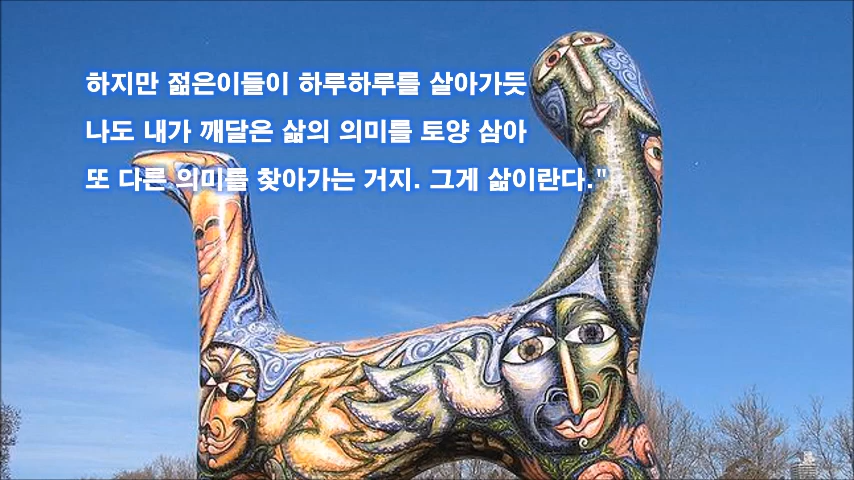 하지만 젊은이들이 하루하루를 살아가듯
나도 내가 깨달은 삶의 의미를 토양 삼아
또 다른 의미를 찾아가는 거지. 그게 삶이란다."